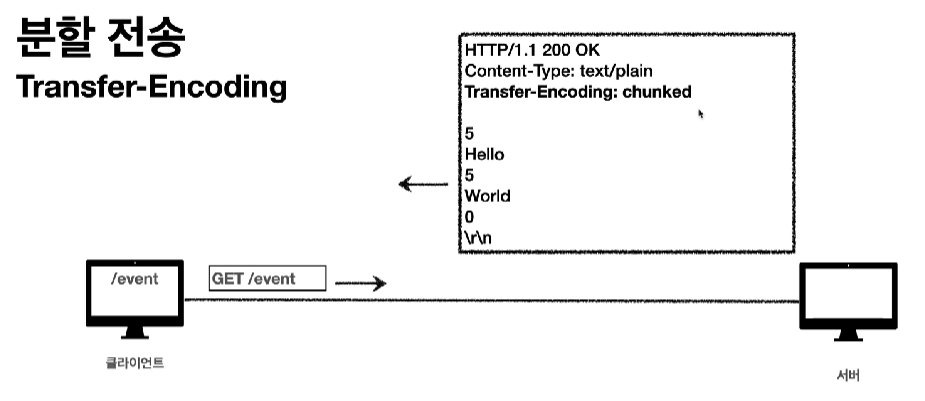 분할 전송
Transfer-Encoding
HTTP/1.1 200 OK
Content-Type: text/plain
Transfer-Encoding: chunked
5
Hello
5
World
0
\r\n
/event
GET /event
클라이언트
서버